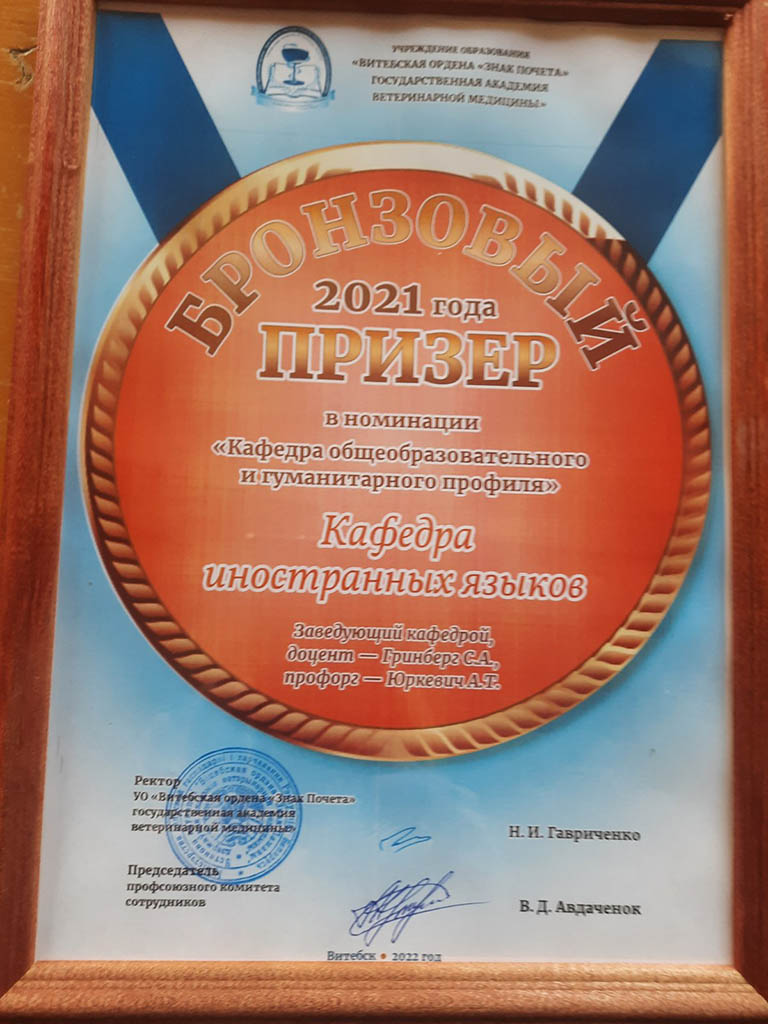 УЧРЕЖДЕНИЕ ОБРАЗОВАНИЯ
«ВИТЕБСКАЯ ОРДЕНА «ЗНАК ПОЧЕТА»
ГОСУДАРСТВЕННАЯ АКАДЕМИЯ
ВЕТЕРИНАРНОЙ МЕДИЦИНЫ»
БРОНЗОВЫЙ
2021 года
ПРИЗЕР
в номинации
«Кафедра общеобразовательного
и гуманитарного профиля»
Кафедра
иностранных языков
Заведующий кафедрой,
доцент — Гринберг С.А.,
профорг — Юркевич А.Т.
Ректор
УО «Витебская ордена «Знак Почета»
государственная академия
ветеринарной медицины»
Н. И. Гавриченко
Председатель
профсоюзного комитета
сотрудников
В. Д. Авдаченок
Витебск • 2022 год